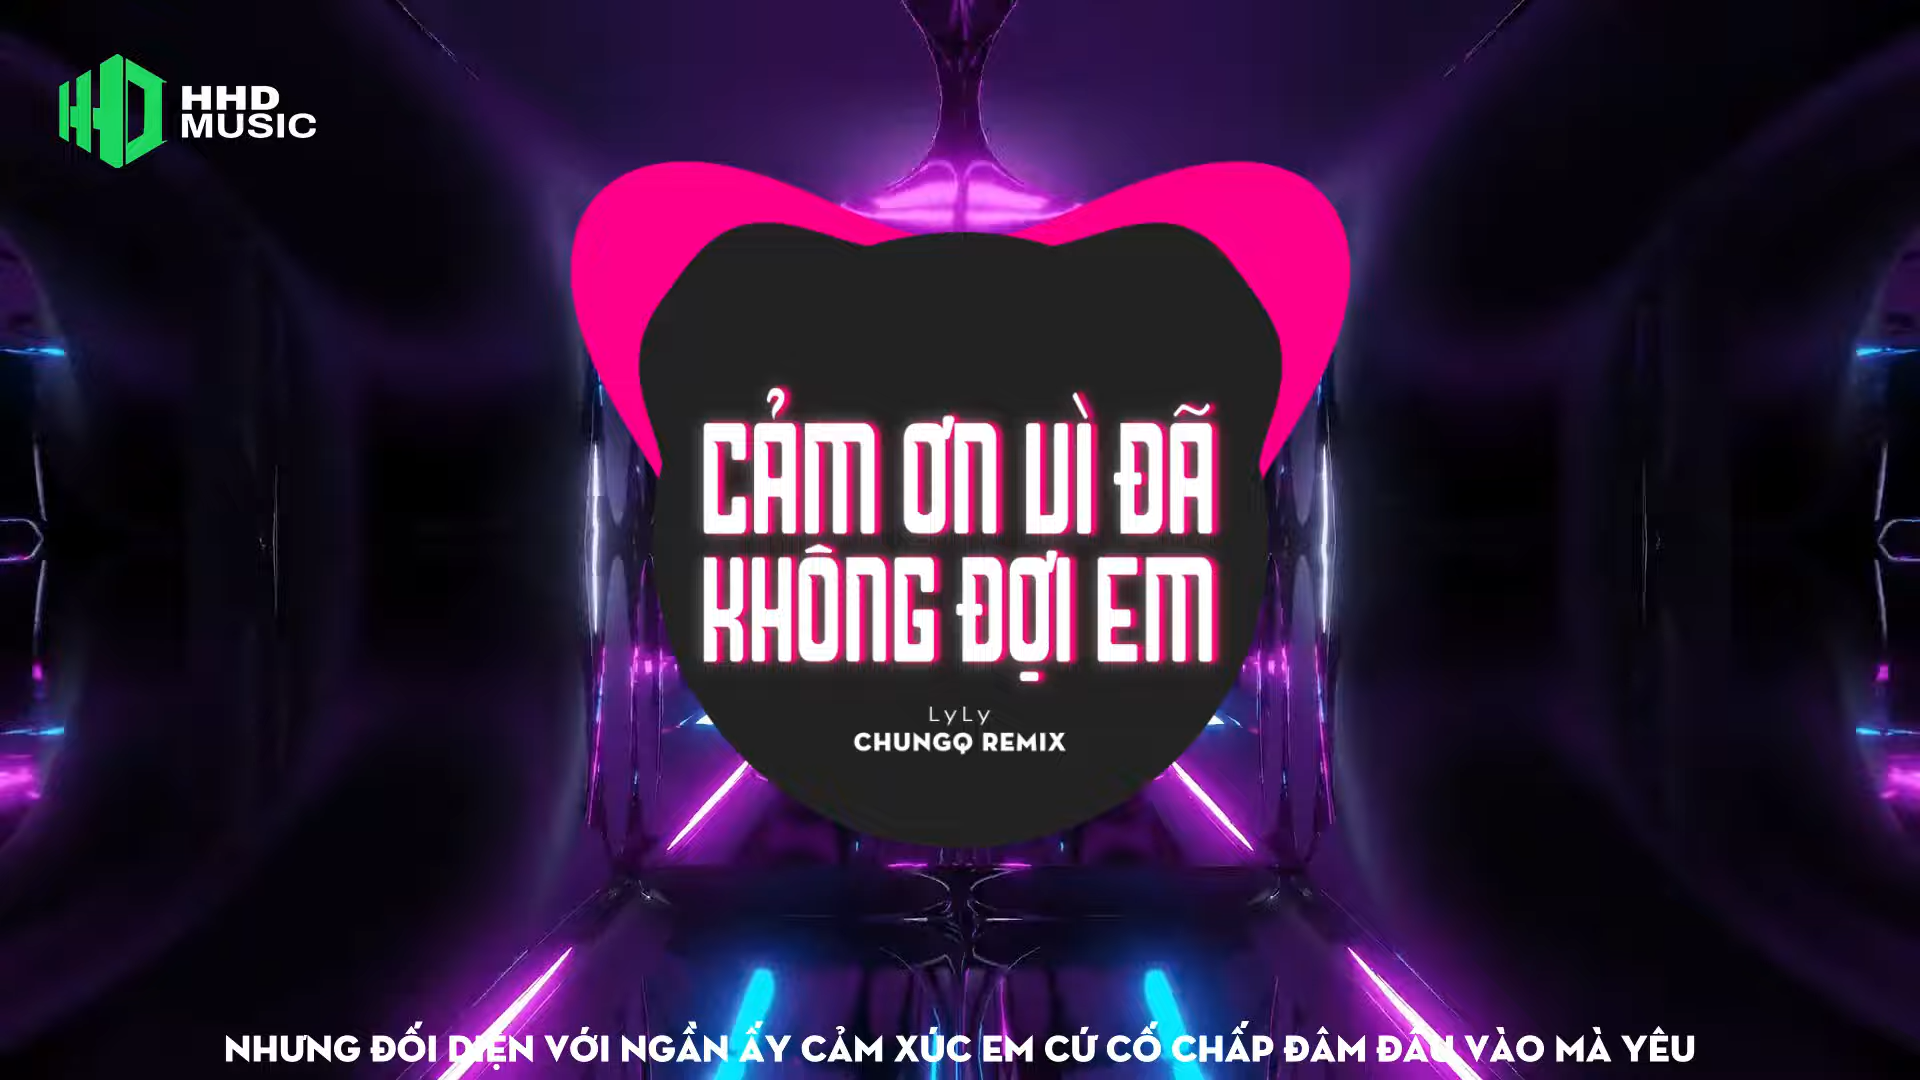 HHD
MUSIC
CẢM ƠN VÌ ĐÃ
KHÔNG ĐỢI EM
LyLy
CHUNGQ REMIX
NHƯNG ĐỐI DIỆN VỚI NGẦN ẤY CẢM XÚC EM CỨ CỐ CHẤP ĐÂM ĐẦU VÀO MÀ YÊU